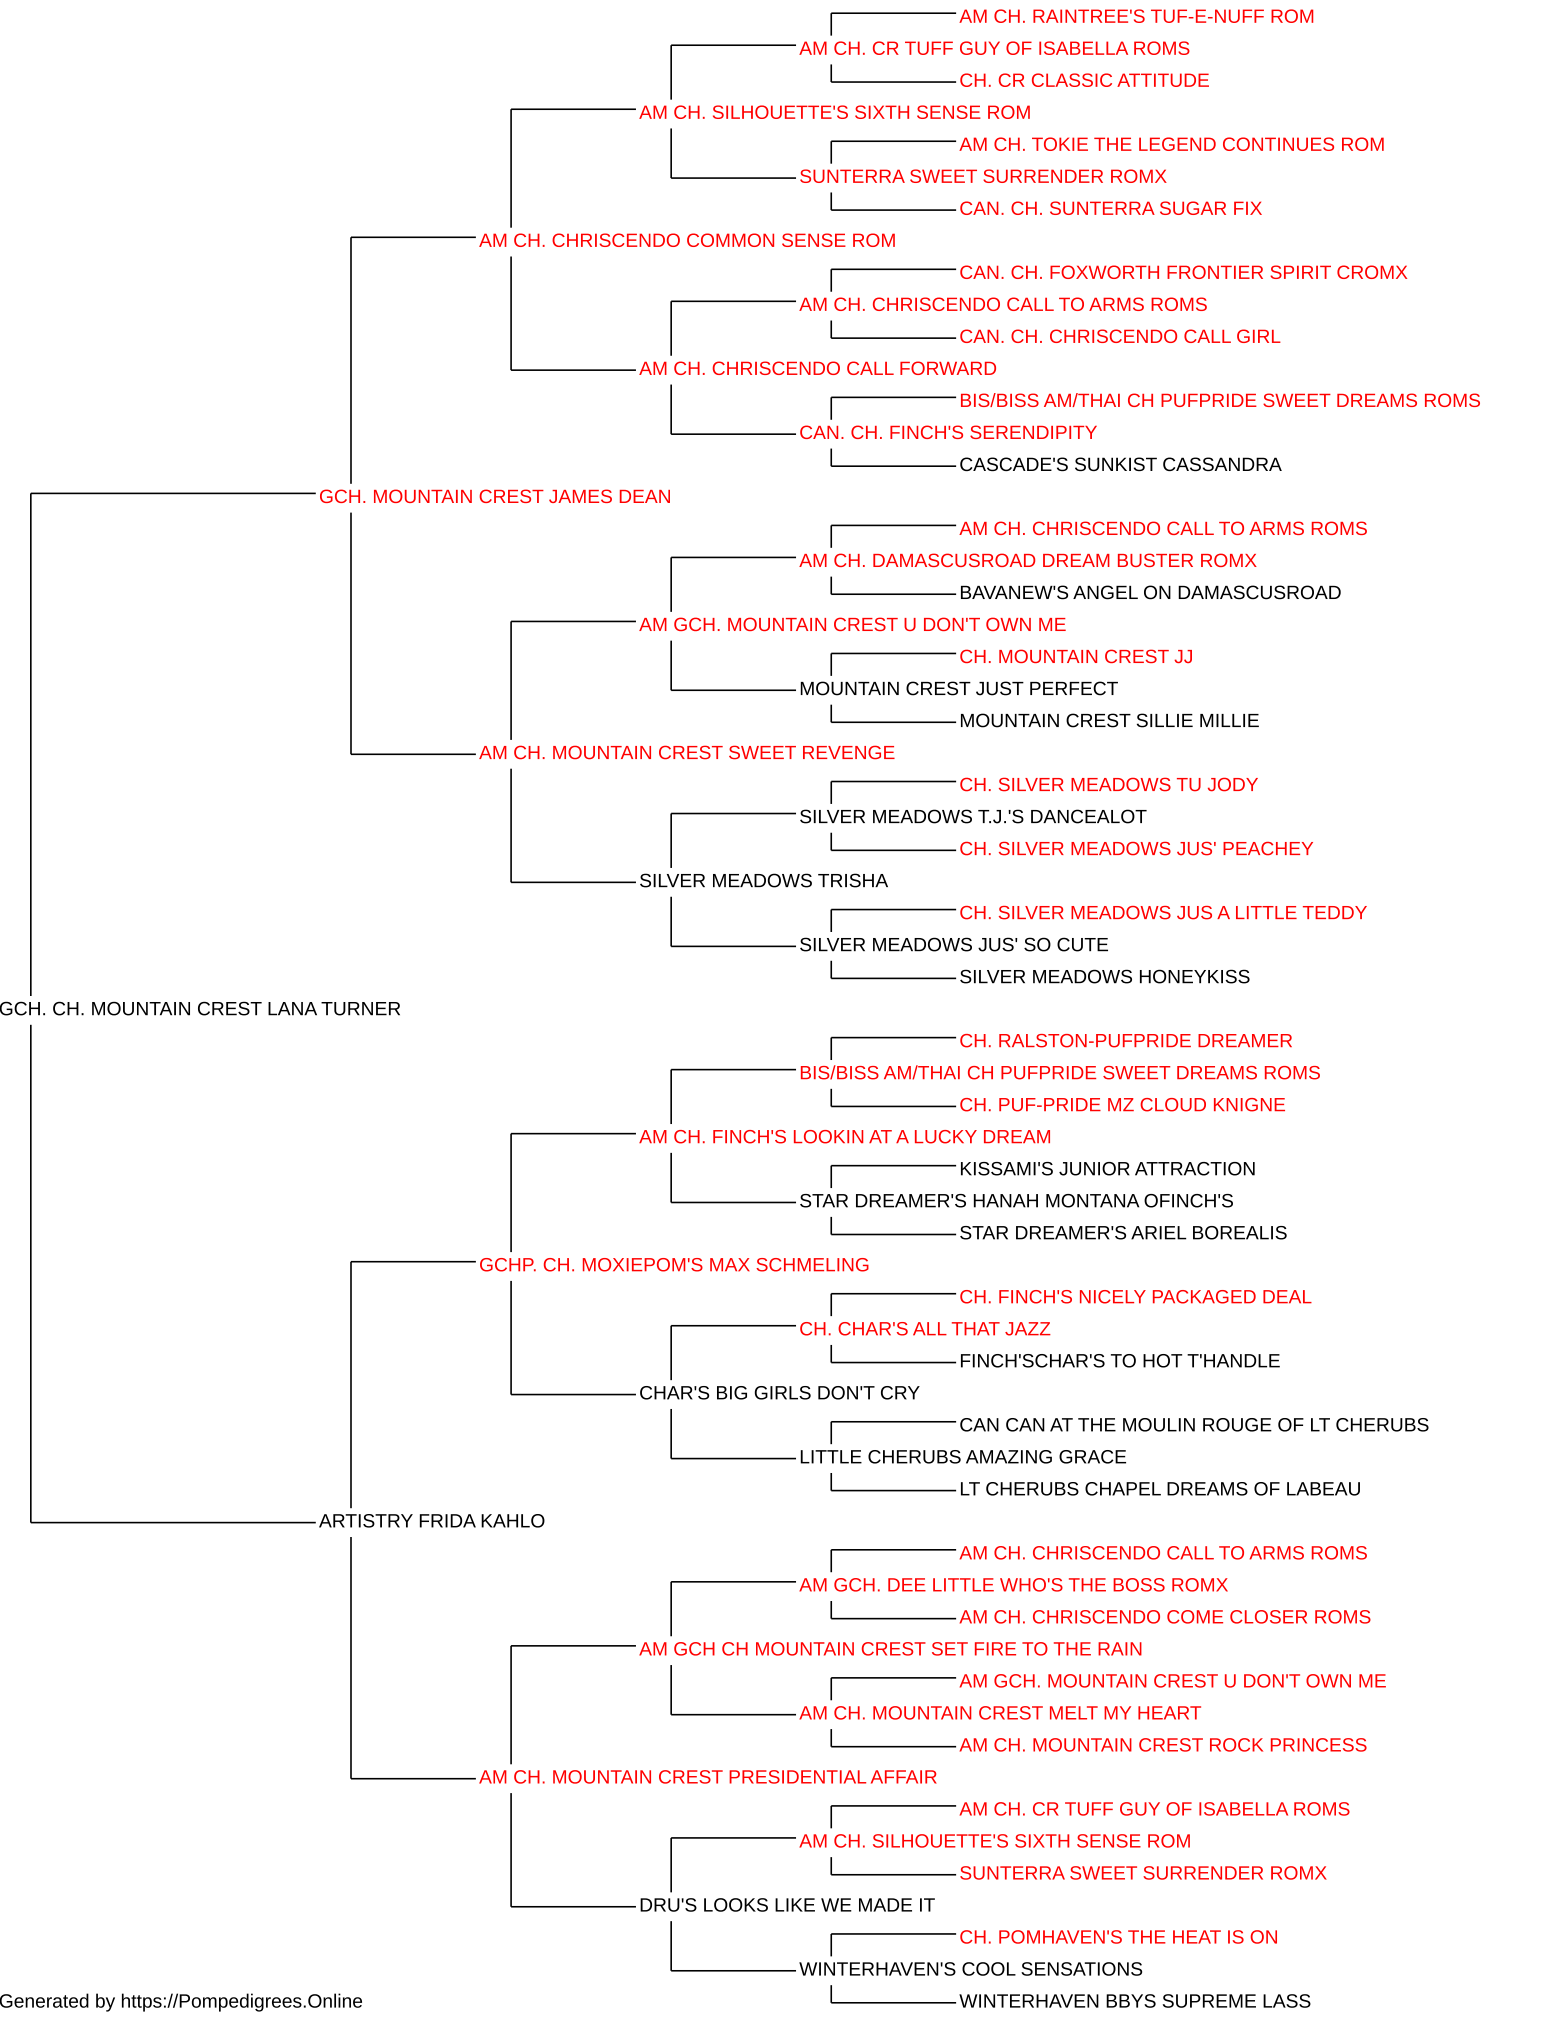 AM CH. RAINTREE'S TUF-E-NUFF ROM
AM CH. CR TUFF GUY OF ISABELLA ROMS
CH. CR CLASSIC ATTITUDE
AM CH. SILHOUETTE'S SIXTH SENSE ROM
AM CH. TOKIE THE LEGEND CONTINUES ROM
SUNTERRA SWEET SURRENDER ROMX
CAN. CH. SUNTERRA SUGAR FIX
AM CH. CHRISCENDO COMMON SENSE ROM
CAN. CH. FOXWORTH FRONTIER SPIRIT CROMX
AM CH. CHRISCENDO CALL TO ARMS ROMS
CAN. CH. CHRISCENDO CALL GIRL
AM CH. CHRISCENDO CALL FORWARD
BIS/BISS AM/THAI CH PUFPRIDE SWEET DREAMS ROMS
CAN. CH. FINCH'S SERENDIPITY
CASCADE'S SUNKIST CASSANDRA
GCH. MOUNTAIN CREST JAMES DEAN
AM CH. CHRISCENDO CALL TO ARMS ROMS
AM CH. DAMASCUSROAD DREAM BUSTER ROMX
BAVANEW'S ANGEL ON DAMASCUSROAD
AM GCH. MOUNTAIN CREST U DON'T OWN ME
CH. MOUNTAIN CREST JJ
MOUNTAIN CREST JUST PERFECT
MOUNTAIN CREST SILLIE MILLIE
AM CH. MOUNTAIN CREST SWEET REVENGE
CH. SILVER MEADOWS TU JODY
SILVER MEADOWS T.J.'S DANCEALOT
CH. SILVER MEADOWS JUS' PEACHEY
SILVER MEADOWS TRISHA
CH. SILVER MEADOWS JUS A LITTLE TEDDY
SILVER MEADOWS JUS' SO CUTE
SILVER MEADOWS HONEYKISS
GCH. CH. MOUNTAIN CREST LANA TURNER
CH. RALSTON-PUFPRIDE DREAMER
BIS/BISS AM/THAI CH PUFPRIDE SWEET DREAMS ROMS
CH. PUF-PRIDE MZ CLOUD KNIGNE
AM CH. FINCH'S LOOKIN AT A LUCKY DREAM
KISSAMI'S JUNIOR ATTRACTION
STAR DREAMER'S HANAH MONTANA OFINCH'S
STAR DREAMER'S ARIEL BOREALIS
GCHP. CH. MOXIEPOM'S MAX SCHMELING
CH. FINCH'S NICELY PACKAGED DEAL
CH. CHAR'S ALL THAT JAZZ
FINCH'SCHAR'S TO HOT T'HANDLE
CHAR'S BIG GIRLS DON'T CRY
CAN CAN AT THE MOULIN ROUGE OF LT CHERUBS
LITTLE CHERUBS AMAZING GRACE
LT CHERUBS CHAPEL DREAMS OF LABEAU
ARTISTRY FRIDA KAHLO
AM CH. CHRISCENDO CALL TO ARMS ROMS
AM GCH. DEE LITTLE WHO'S THE BOSS ROMX
AM CH. CHRISCENDO COME CLOSER ROMS
AM GCH CH MOUNTAIN CREST SET FIRE TO THE RAIN
AM GCH. MOUNTAIN CREST U DON'T OWN ME
AM CH. MOUNTAIN CREST MELT MY HEART
AM CH. MOUNTAIN CREST ROCK PRINCESS
AM CH. MOUNTAIN CREST PRESIDENTIAL AFFAIR
AM CH. CR TUFF GUY OF ISABELLA ROMS
AM CH. SILHOUETTE'S SIXTH SENSE ROM
SUNTERRA SWEET SURRENDER ROMX
DRU'S LOOKS LIKE WE MADE IT
CH. POMHAVEN'S THE HEAT IS ON
WINTERHAVEN'S COOL SENSATIONS
WINTERHAVEN BBYS SUPREME LASS
Generated by https://Pompedigrees.Online